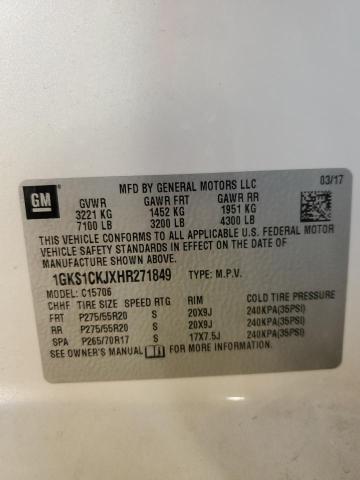 GM
MFD BY GENERAL MOTORS LLC 03/17
GVWR GAWR FRT GAWR RR
3221 KG 1452 KG 1951 KG
7100 LB 3200 LB 4300 LB
THIS VEHICLE CONFORMS TO ALL APPLICABLE U.S. FEDERAL MOTOR
VEHICLE SAFETY STANDARDS IN EFFECT ON THE DATE OF
MANUFACTURE SHOWN ABOVE.
1GKS1CKJXHR271849 TYPE: M.P.V.
MODEL: C15706
CHHF TIRE SIZE SPEED RTG RIM COLD TIRE PRESSURE
FRT P275/55R20 S 20X9J 240KPA(35PSI)
RR P275/55R20 S 20X9J 240KPA(35PSI)
SPA P265/70R17 S 17X7.5J 240KPA(35PSI)
SEE OWNER'S MANUAL FOR MORE INFORMATION.